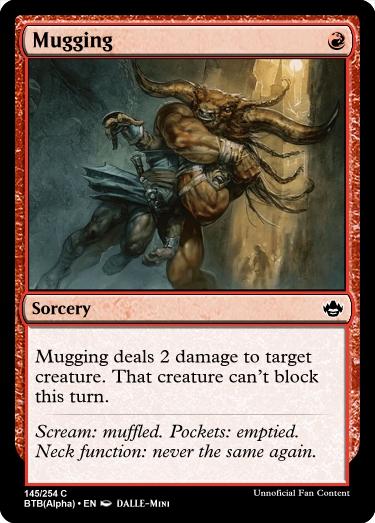 Mugging
Sorcery
Mugging deals 2 damage to target
creature. That creature can't block
this turn.
Scream: muffled. Pockets: emptied.
Neck function: never the same again.
145/254 C
Unnoficial Fan Content
BTB(Alpha) • EN DALLE-Mini